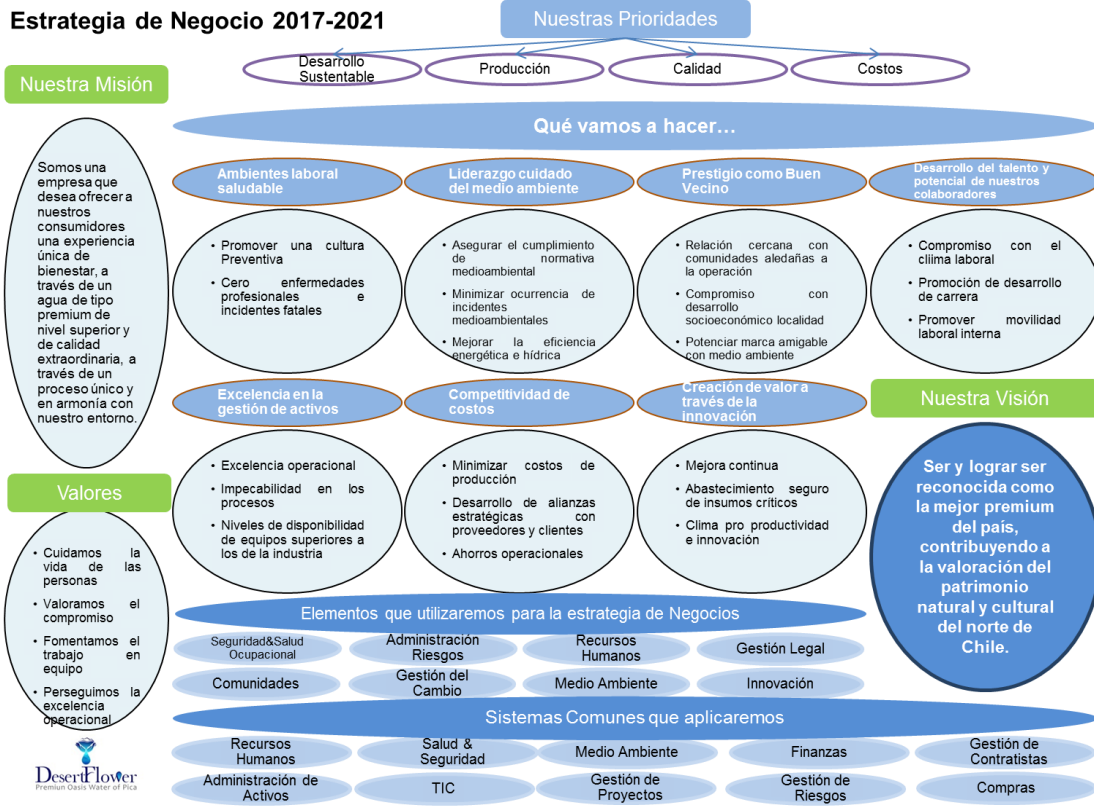 Estrategia de Negocio 2017-2021
Nuestras Prioridades
Desarrollo
Sustentable
Producción
Calidad
Costos
Nuestra Misión
Somos una
empresa que
desea ofrecer a
nuestros
consumidores
una experiencia
única de
bienestar, a
través de un
agua de tipo
premium de
nivel superior y
de calidad
extraordinaria, a
través de un
proceso único y
en armonía con
nuestro entorno.
Qué vamos a hacer…
Ambientes laboral
saludable
• Promover una cultura
Preventiva
• Cero enfermedades
profesionales e
incidentes fatales
Liderazgo cuidado
del medio ambiente
• Asegurar el cumplimiento
de normativa
medioambiental
• Minimizar ocurrencia de
incidentes
medioambientales
• Mejorar la eficiencia
energética e hídrica
Prestigio como Buen
Vecino
• Relación cercana con
comunidades aledañas a
la operación
• Compromiso con
desarrollo
socioeconómico localidad
• Potenciar marca amigable
con medio ambiente
Desarrollo del talento y
potencial de nuestros
colaboradores
• Compromiso con el
cliima laboral
• Promoción de desarrollo
de carrera
• Promover movilidad
laboral interna
Excelencia en la
gestión de activos
• Excelencia operacional
• Impecabilidad en los
procesos
• Niveles de disponibilidad
de equipos superiores a
los de la industria
Competitividad de
costos
• Minimizar costos de
producción
• Desarrollo de alianzas
estratégicas con
proveedores y clientes
• Ahorros operacionales
Creación de valor a
través de la
innovación
• Mejora continua
• Abastecimiento seguro
de insumos críticos
• Clima pro productividad
e innovación
Nuestra Visión
Ser y lograr ser
reconocida como
la mejor premium
del país,
contribuyendo a
la valoración del
patrimonio
natural y cultural
del norte de
Chile.
Valores
• Cuidamos la
vida de las
personas
• Valoramos el
compromiso
• Fomentamos el
trabajo en
equipo
• Perseguimos la
excelencia
operacional
Elementos que utilizaremos para la estrategia de Negocios
Seguridad&Salud
Ocupacional
Administración
Riesgos
Recursos
Humanos
Gestión Legal
Comunidades
Gestión del
Cambio
Medio Ambiente
Innovación
Sistemas Comunes que aplicaremos
Recursos
Humanos
Salud &
Seguridad
Medio Ambiente
Finanzas
Gestión de
Contratistas
Administración de
Activos
TIC
Gestión de
Proyectos
Gestión de
Riesgos
Compras
DesertFlower
Premiun Oasis Water of Pica